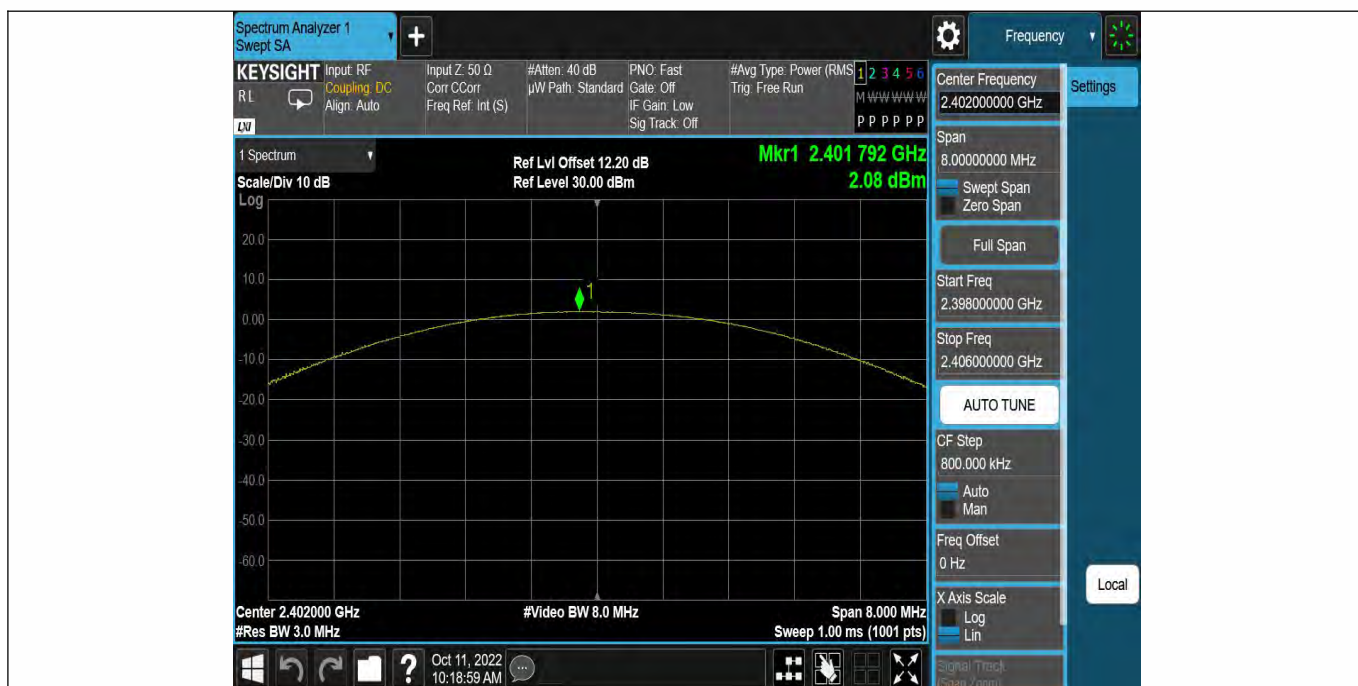 Spectrum Analyzer 1
Swept SA
Frequency
KEYSIGHT
R L
LXI
Input: RF
Coupling: DC
Align: Auto
Input Z: 50 Ω
Corr CCorr
Freq Ref: Int (S)
#Atten: 40 dB
µW Path: Standard
PNO: Fast
Gate: Off
IF Gain: Low
Sig Track: Off
#Avg Type: Power (RMS
Trig: Free Run
1 2 3 4 5 6
M W W W W W
P P P P P P
1 Spectrum
Scale/Div 10 dB
Log
Ref Lvl Offset 12.20 dB
Ref Level 30.00 dBm
Mkr1 2.401 792 GHz
2.08 dBm
20.0
10.0
0.00
-10.0
-20.0
-30.0
-40.0
-50.0
-60.0
1
Center 2.402000 GHz
#Res BW 3.0 MHz
#Video BW 8.0 MHz
Span 8.000 MHz
Sweep 1.00 ms (1001 pts)
?
Oct 11, 2022
10:18:59 AM
Center Frequency
2.402000000 GHz
Settings
Span
8.00000000 MHz
Swept Span
Zero Span
Full Span
Start Freq
2.398000000 GHz
Stop Freq
2.406000000 GHz
AUTO TUNE
CF Step
800.000 kHz
Auto
Man
Freq Offset
0 Hz
X Axis Scale
Log
Lin
Local
Signal Track
(Span Zoom)